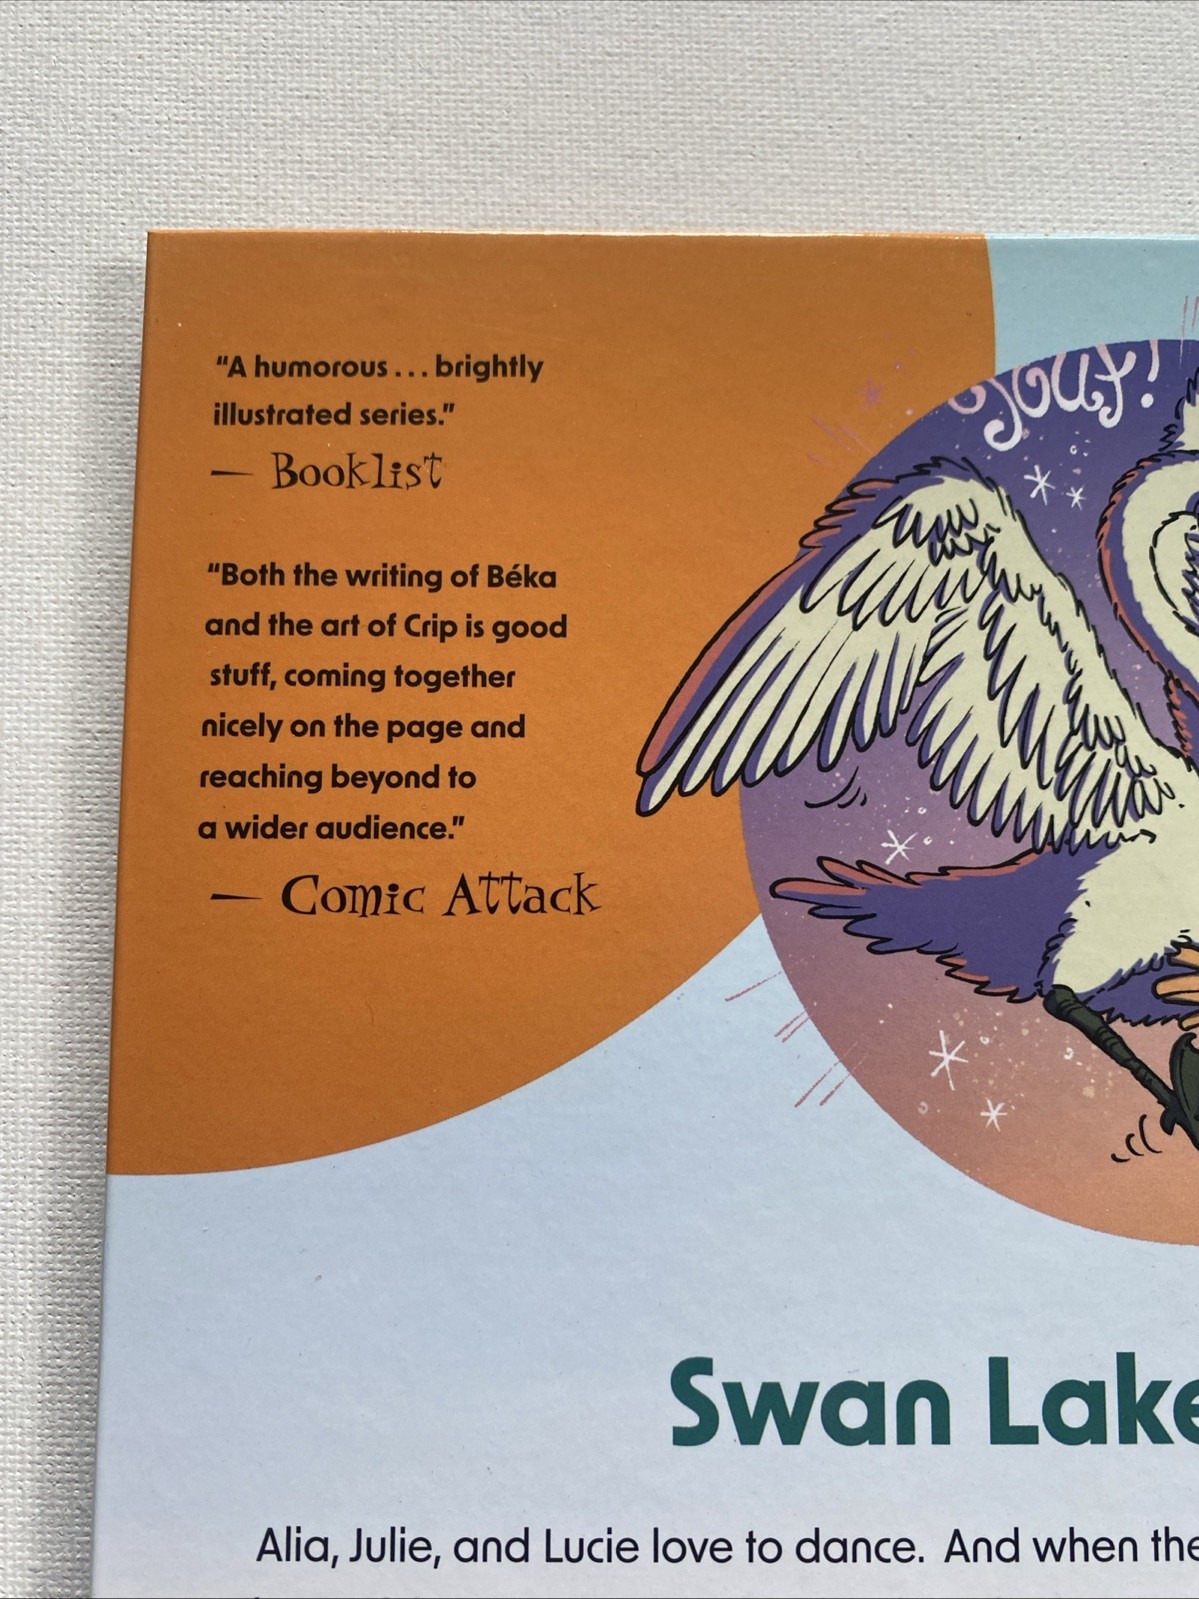 “A humorous . . . brightly
illustrated series.”
— Booklist
“Both the writing of Béka
and the art of Crip is good
stuff, coming together
nicely on the page and
reaching beyond to
a wider audience.”
— Comic Attack
Swan Lake
Alia, Julie, and Lucie love to dance. And when the